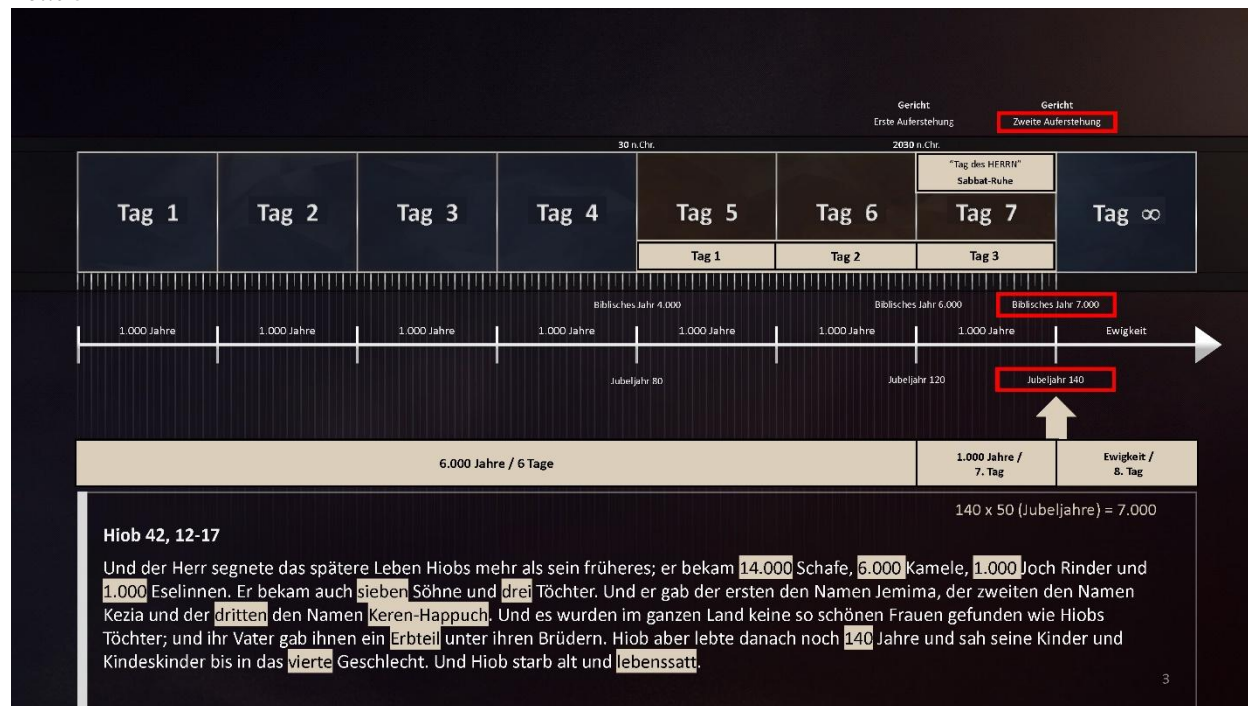 Gericht
Gericht
Erste Auferstehung
Zweite Auferstehung
30 n.Chr.
2030 n.Chr.
"Tag des HERRN"
Sabbat-Ruhe
Tag 1
Tag 2
Tag 3
Tag 4
Tag 5
Tag 6
Tag 7
Tag ∞
Tag 1
Tag 2
Tag 3
Biblisches Jahr 4.000
Biblisches Jahr 6.000
Biblisches Jahr 7.000
1.000 Jahre
1.000 Jahre
1.000 Jahre
1.000 Jahre
1.000 Jahre
1.000 Jahre
1.000 Jahre
Ewigkeit
Jubeljahr 80
Jubeljahr 120
Jubeljahr 140
6.000 Jahre / 6 Tage
1.000 Jahre /
7. Tag
Ewigkeit /
8. Tag
140 x 50 (Jubeljahre) = 7.000
Hiob 42, 12-17
Und der Herr segnete das spätere Leben Hiobs mehr als sein früheres; er bekam 14.000 Schafe, 6.000 Kamele, 1.000 Joch Rinder und
1.000 Eselinnen. Er bekam auch sieben Söhne und drei Töchter. Und er gab der ersten den Namen Jemima, der zweiten den Namen
Kezia und der dritten den Namen Keren-Happuch. Und es wurden im ganzen Land keine so schönen Frauen gefunden wie Hiobs
Töchter; und ihr Vater gab ihnen ein Erbteil unter ihren Brüdern. Hiob aber lebte danach noch 140 Jahre und sah seine Kinder und
Kindeskinder bis in das vierte Geschlecht. Und Hiob starb alt und lebenssatt.
3